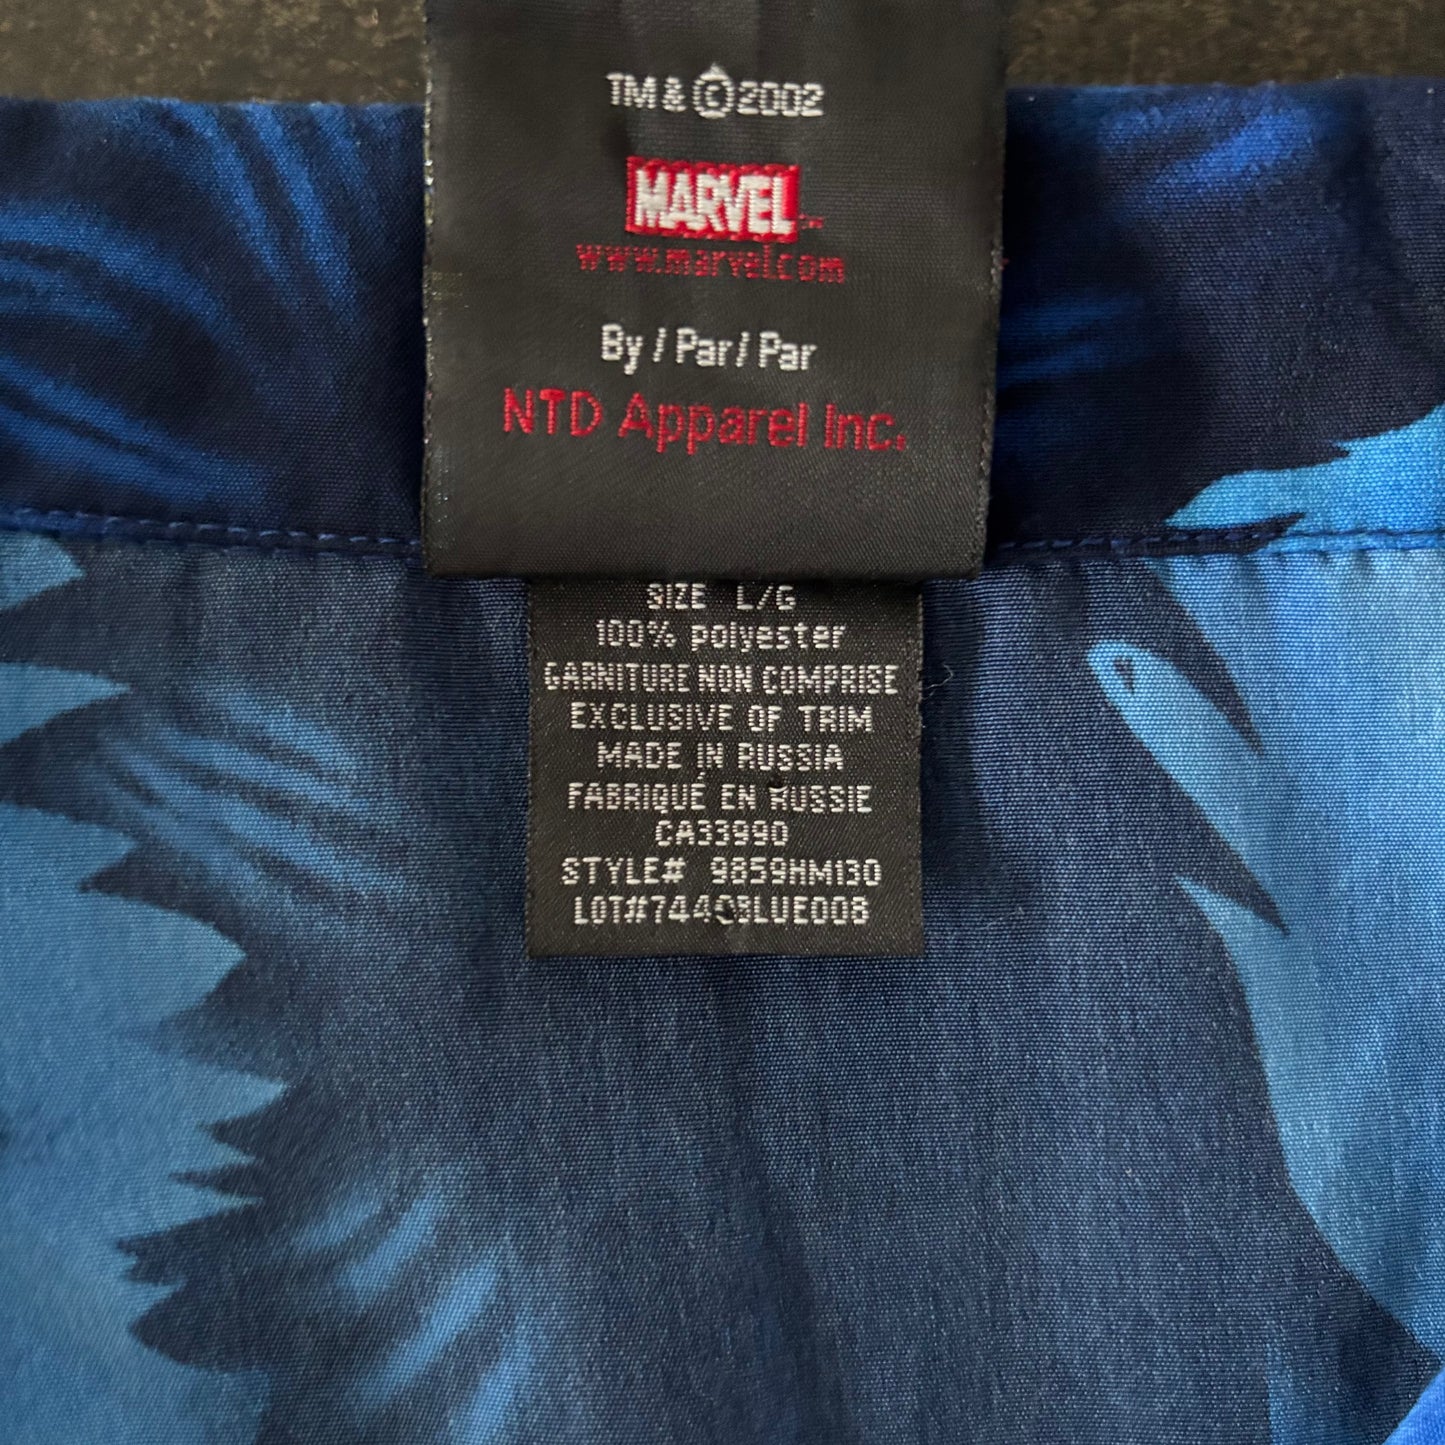 TM & © 2002
MARVEL
www.marvel.com
By / Par / Par
NTD Apparel Inc.
SIZE L/G
100% polyester
GARNITURE NON COMPRISE
EXCLUSIVE OF TRIM
MADE IN RUSSIA
FABRIQUÉ EN RUSSIE
CA33990
STYLE# 9859HM130